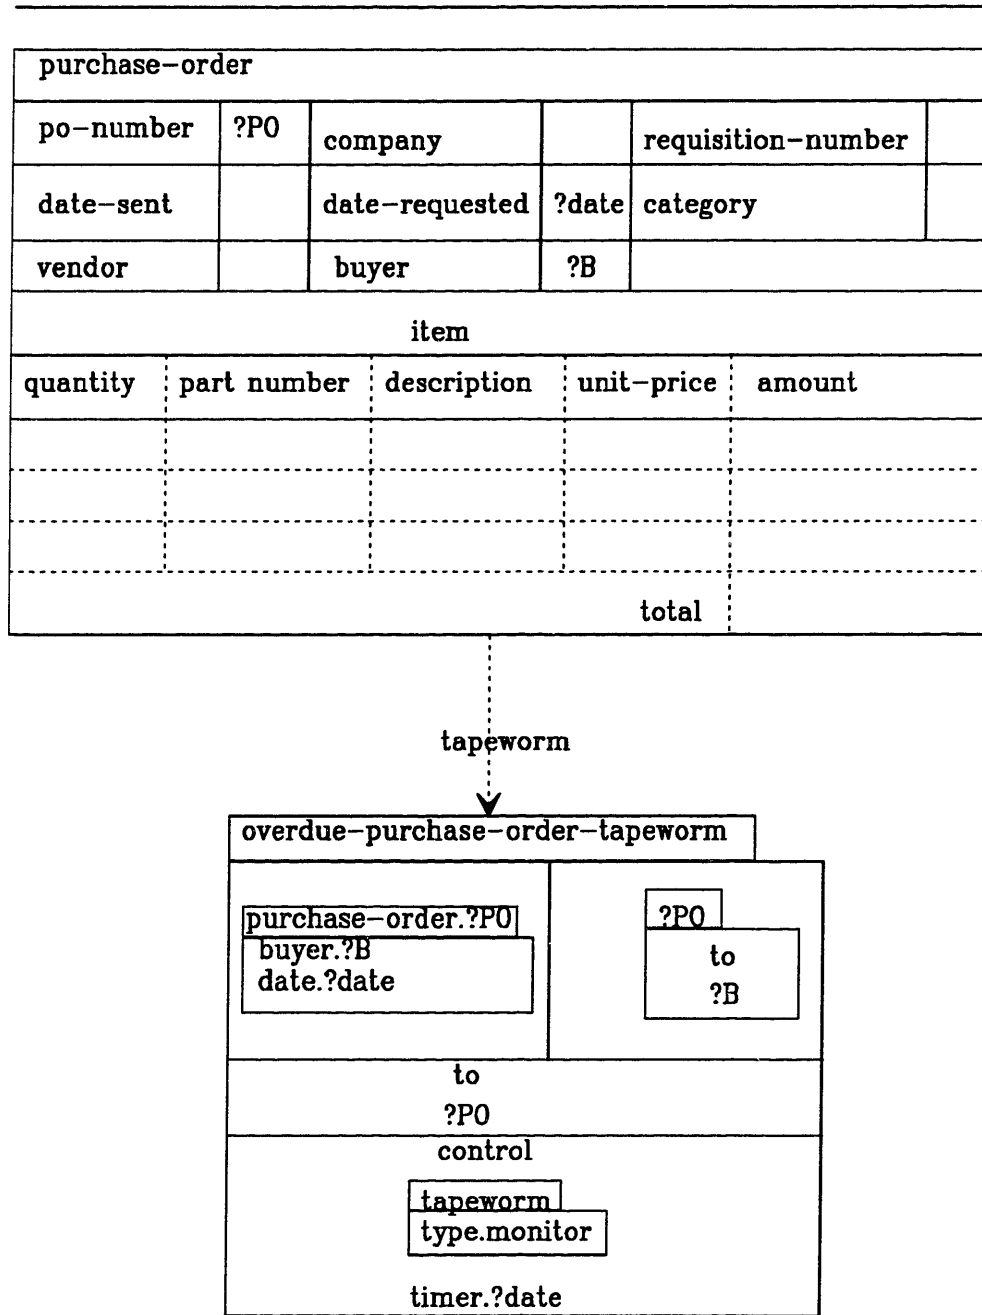 purchase-order
po-number ?PO company requisition-number
date-sent date-requested ?date category
vendor buyer ?B
item
quantity part number description unit-price amount
total
tapeworm
overdue-purchase-order-tapeworm
purchase-order.?PO
buyer.?B
date.?date
?PO
to
?B
to
?PO
control
tapeworm
type.monitor
timer.?date